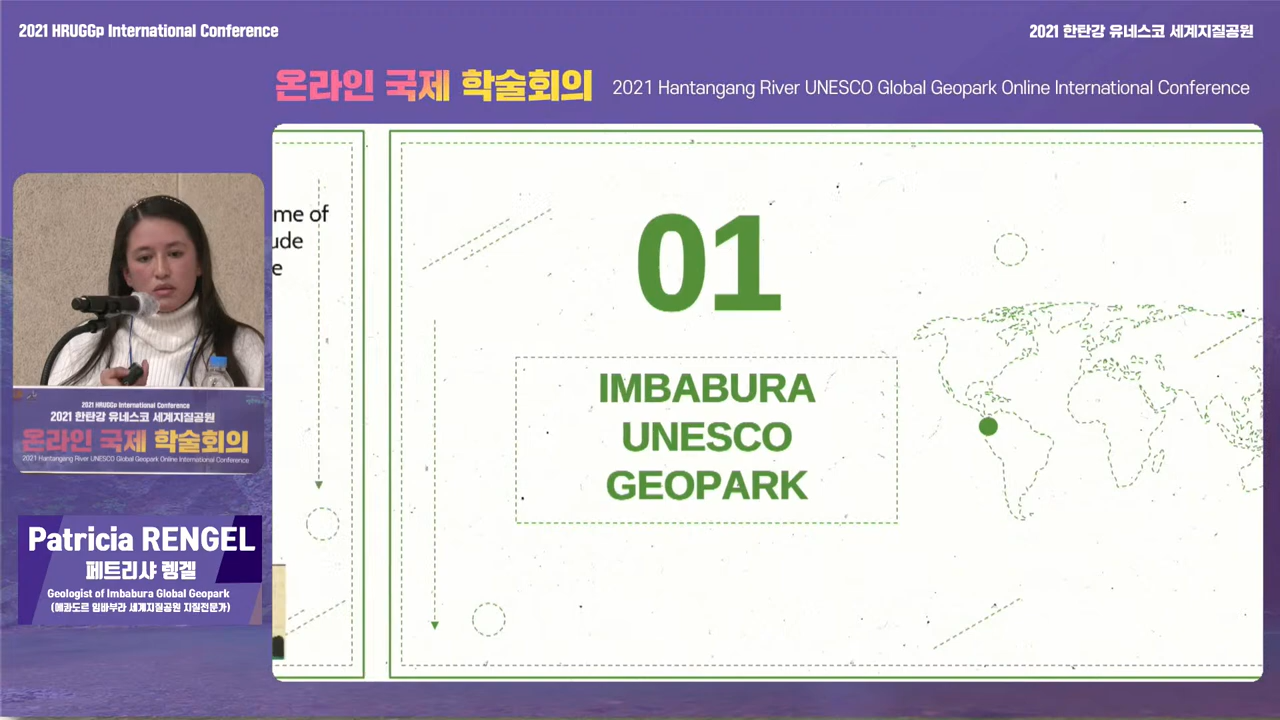 2021 HRUGGp International Conference
2021 한탄강 유네스코 세계지질공원
온라인 국제 학술회의 2021 Hantangang River UNESCO Global Geopark Online International Conference
me of
ude
e
01
IMBABURA
UNESCO
GEOPARK
2021 HRUGGp International Conference
2021 한탄강 유네스코 세계지질공원
온라인 국제 학술회의
2021 Hantangang River UNESCO Global Geopark Online International Conference
Patricia RENGEL
페트리샤 렝겔
Geologist of Imbabura Global Geopark
(에콰도르 임바부라 세계지질공원 지질전문가)